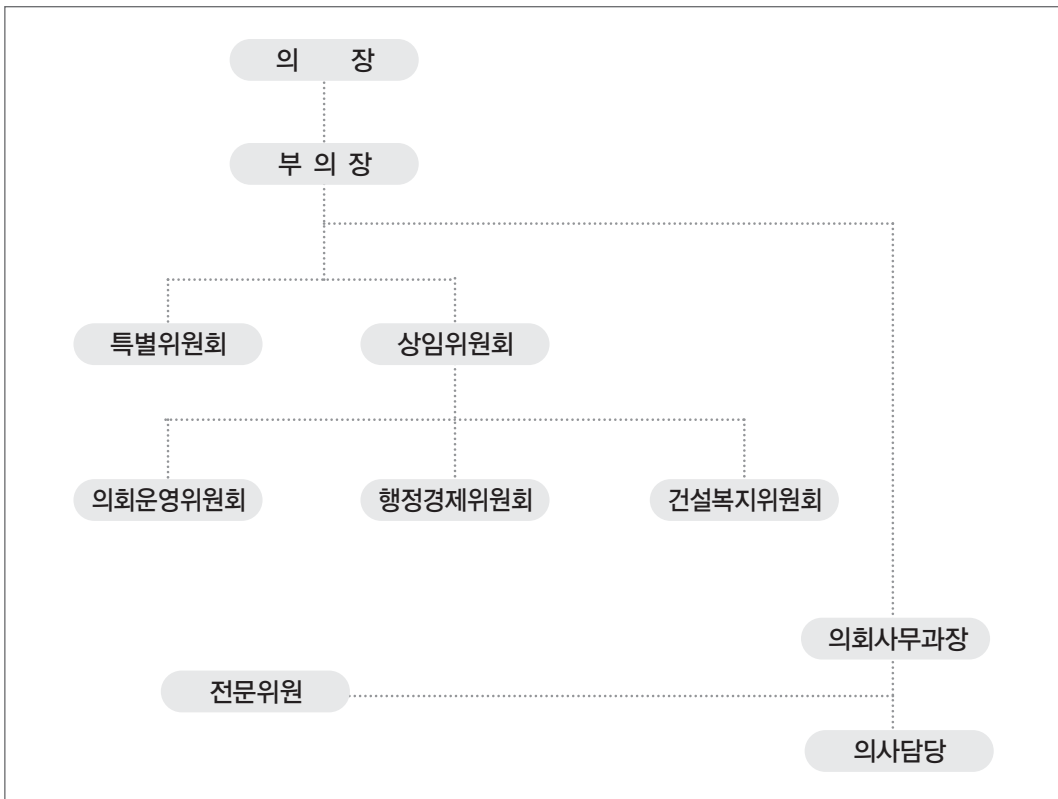 의 장
부 의 장
특별위원회
상임위원회
의회운영위원회
행정경제위원회
건설복지위원회
의회사무과장
전문위원
의사담당